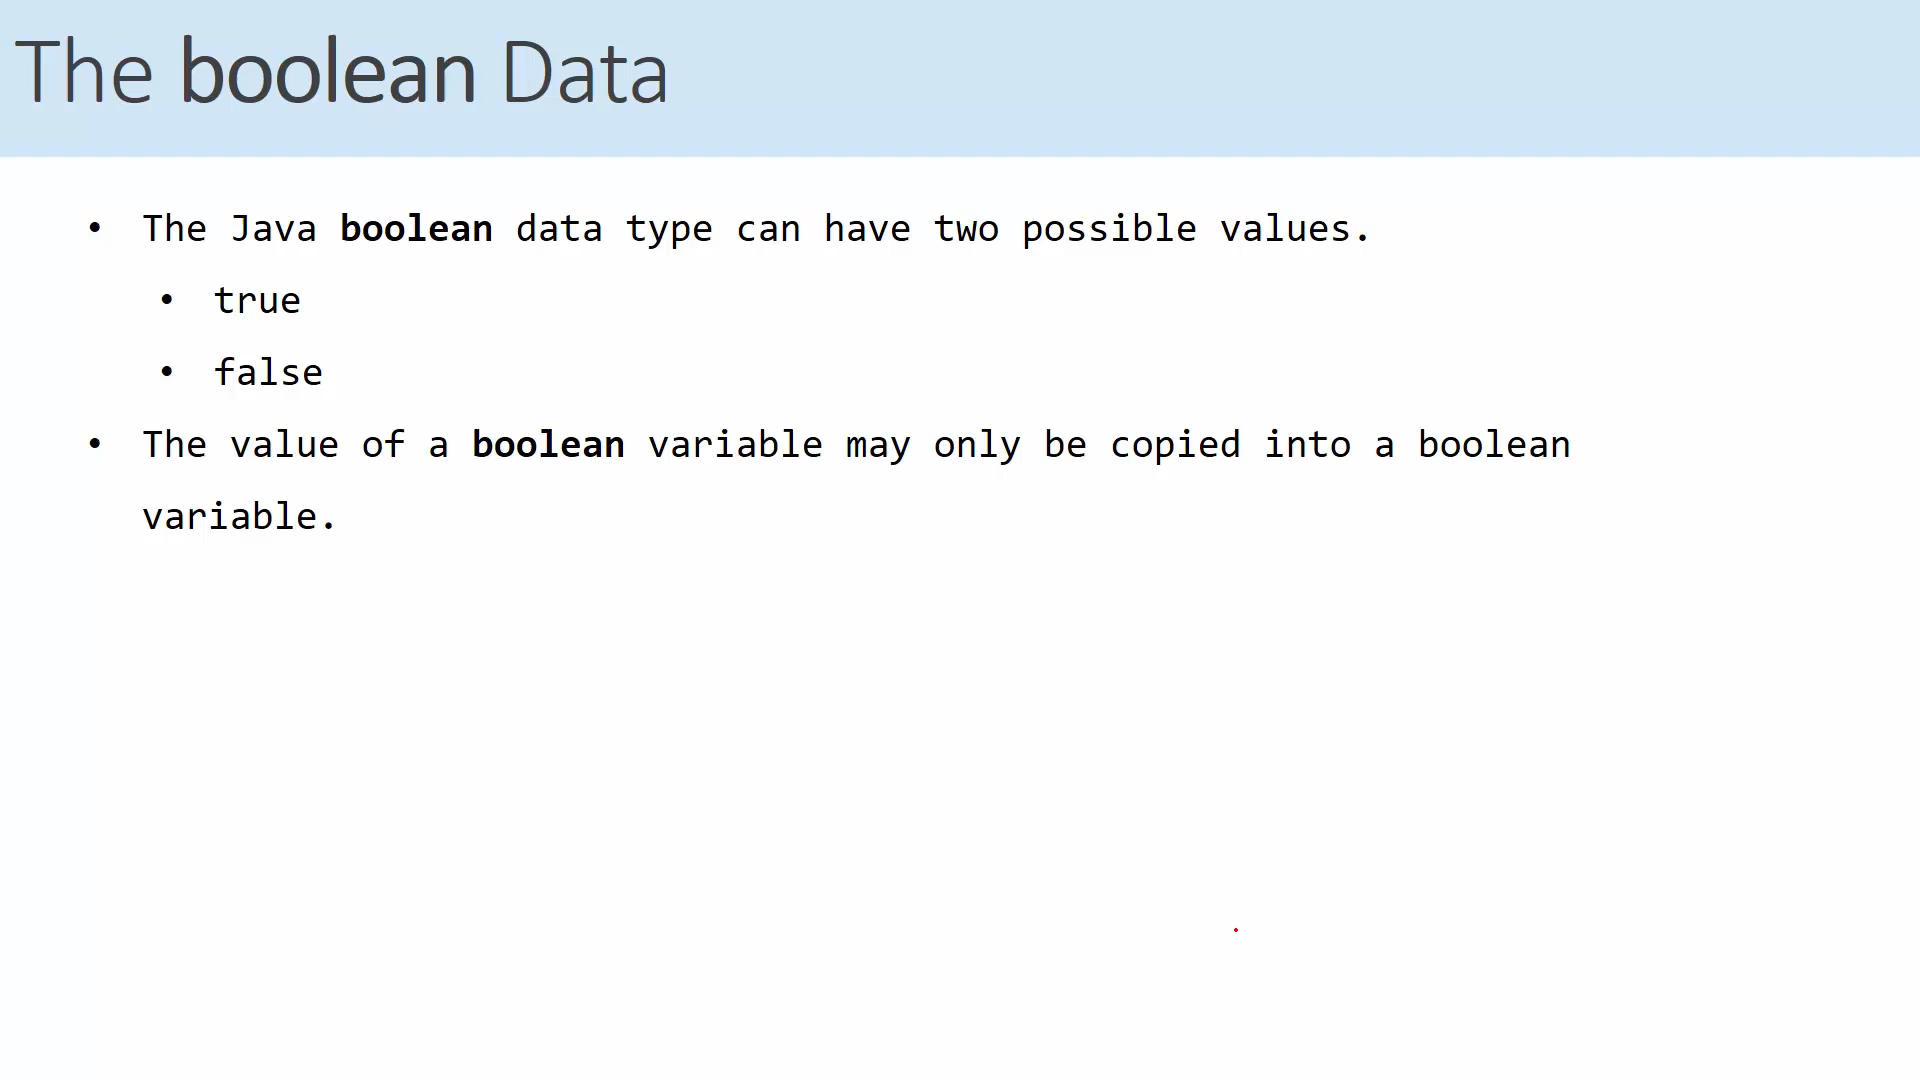 The boolean Data
• The Java boolean data type can have two possible values.
• true
• false
• The value of a boolean variable may only be copied into a boolean
variable.